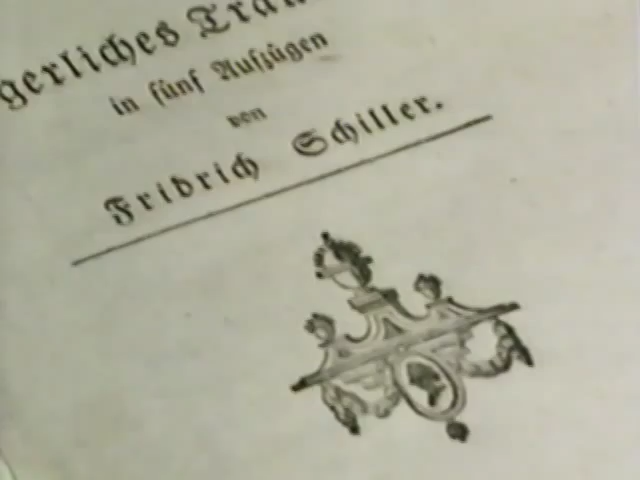 gerliches Trau
in fünf Aufzügen
von
Fridrich Schiller.